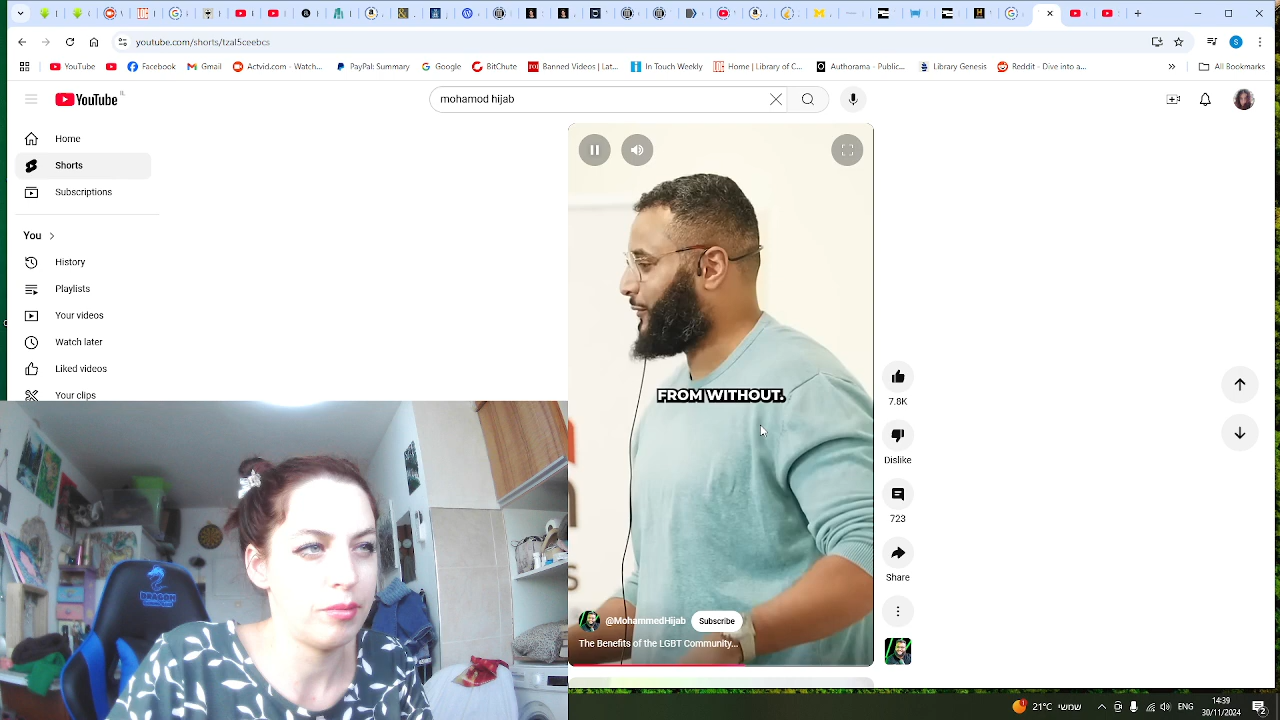 youtube.com/shorts/tzal5ceebcs
YouTube
Facebook
Gmail
Actvid.com - Watch...
PayPal: Summary
Google
BitChute
Banned Videos | Lat...
In Touch Weekly
Home | Library of C...
Authorama - Public...
Library Genesis
Reddit - Dive into a...
»
All Bookmarks
YouTube IL
mohamod hijab
Home
Shorts
Subscriptions
You
History
Playlists
Your videos
Watch later
Liked videos
Your clips
FROM WITHOUT.
@MohammedHijab
Subscribe
The Benefits of the LGBT Community...
7.8K
Dislike
723
Share
DRAGON
21°C
שמשי
ENG
14:39
30/11/2024